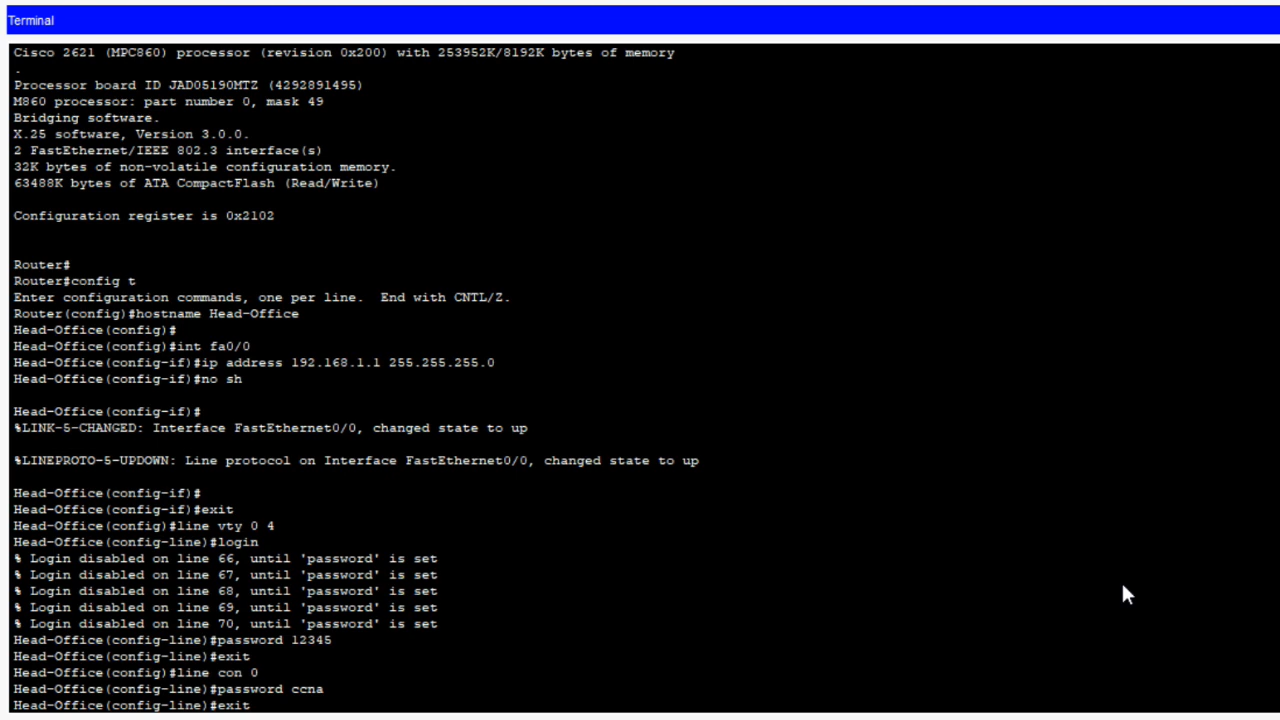 Terminal
Cisco 2621 (MPC860) processor (revision 0x200) with 253952K/8192K bytes of memory
.
Processor board ID JAD05190MTZ (4292891495)
M860 processor: part number 0, mask 49
Bridging software.
X.25 software, Version 3.0.0.
2 FastEthernet/IEEE 802.3 interface(s)
32K bytes of non-volatile configuration memory.
63488K bytes of ATA CompactFlash (Read/Write)
Configuration register is 0x2102
Router#
Router#config t
Enter configuration commands, one per line.  End with CNTL/Z.
Router(config)#hostname Head-Office
Head-Office(config)#
Head-Office(config)#int fa0/0
Head-Office(config-if)#ip address 192.168.1.1 255.255.255.0
Head-Office(config-if)#no sh
Head-Office(config-if)#
%LINK-5-CHANGED: Interface FastEthernet0/0, changed state to up
%LINEPROTO-5-UPDOWN: Line protocol on Interface FastEthernet0/0, changed state to up
Head-Office(config-if)#
Head-Office(config-if)#exit
Head-Office(config)#line vty 0 4
Head-Office(config-line)#login
% Login disabled on line 66, until 'password' is set
% Login disabled on line 67, until 'password' is set
% Login disabled on line 68, until 'password' is set
% Login disabled on line 69, until 'password' is set
% Login disabled on line 70, until 'password' is set
Head-Office(config-line)#password 12345
Head-Office(config-line)#exit
Head-Office(config)#line con 0
Head-Office(config-line)#password ccna
Head-Office(config-line)#exit